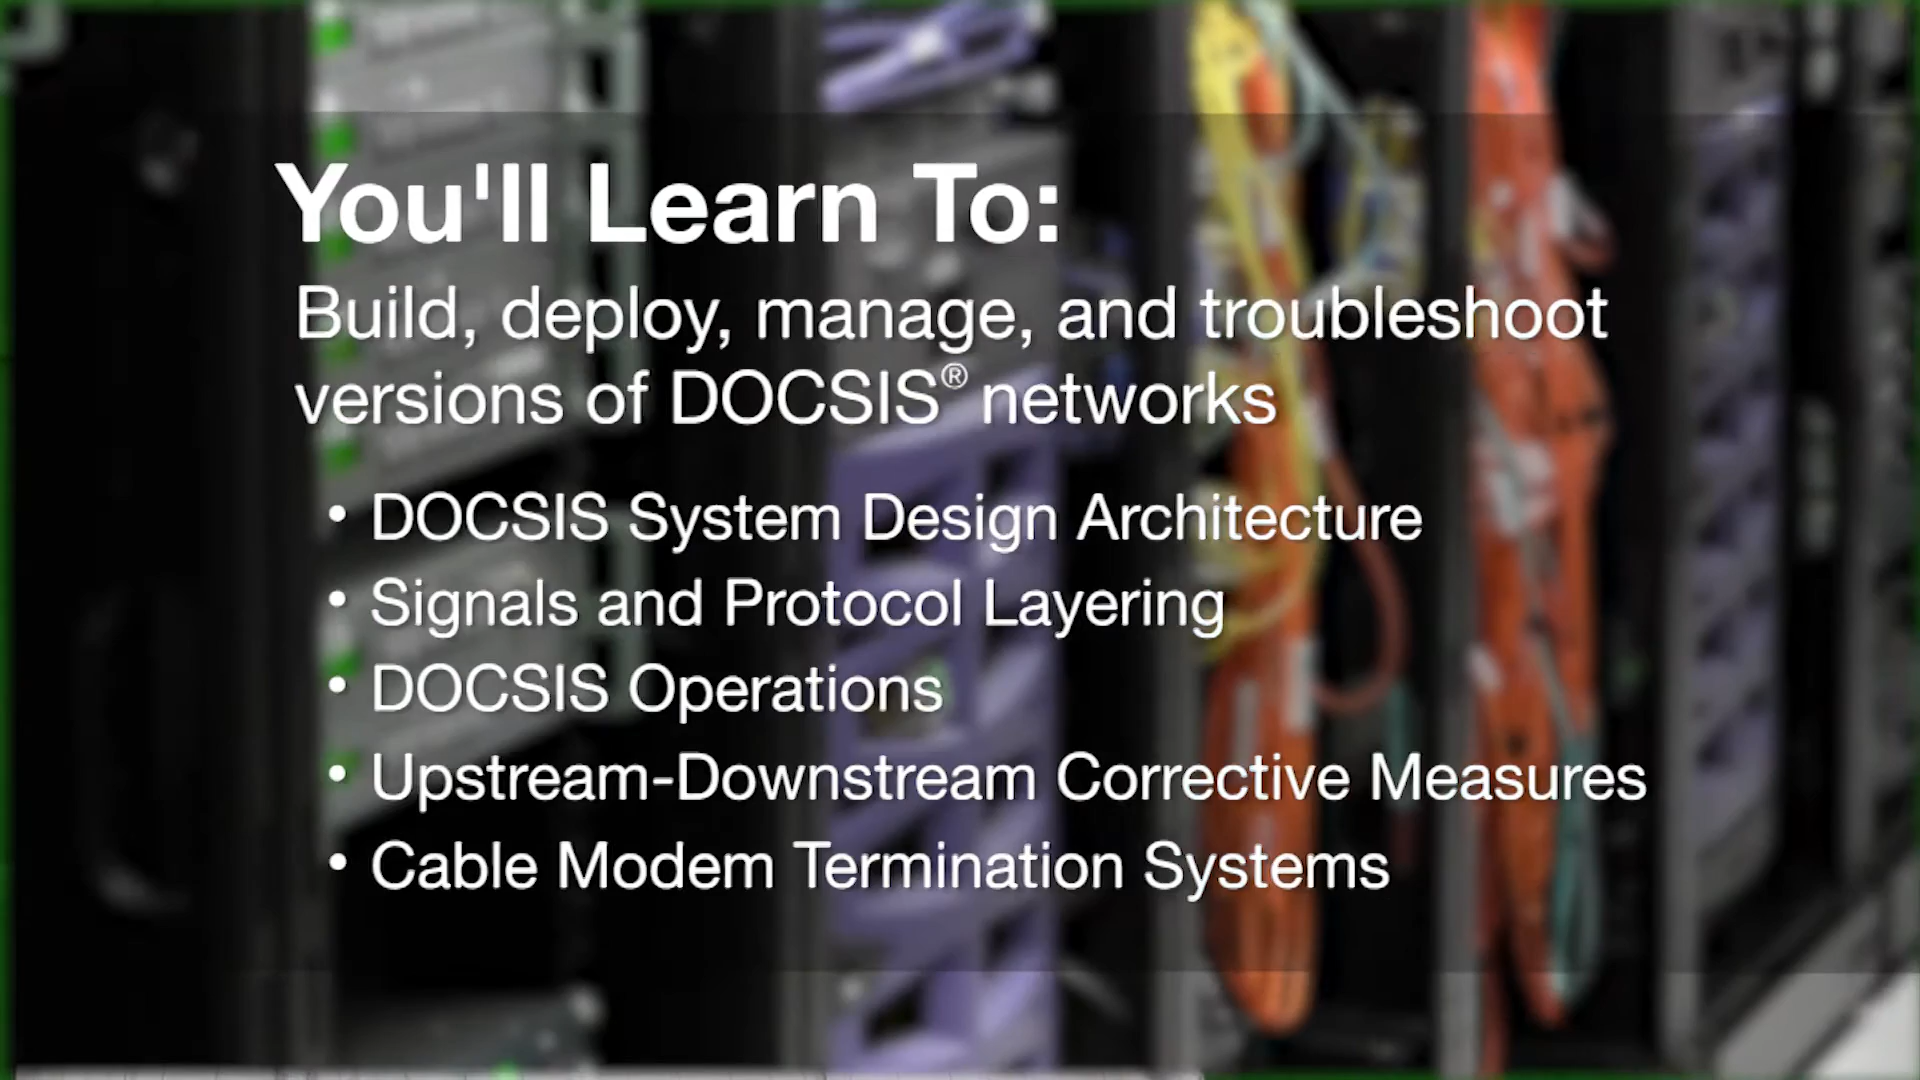 You'll Learn To:
Build, deploy, manage, and troubleshoot
versions of DOCSIS® networks
• DOCSIS System Design Architecture
• Signals and Protocol Layering
• DOCSIS Operations
• Upstream-Downstream Corrective Measures
• Cable Modem Termination Systems